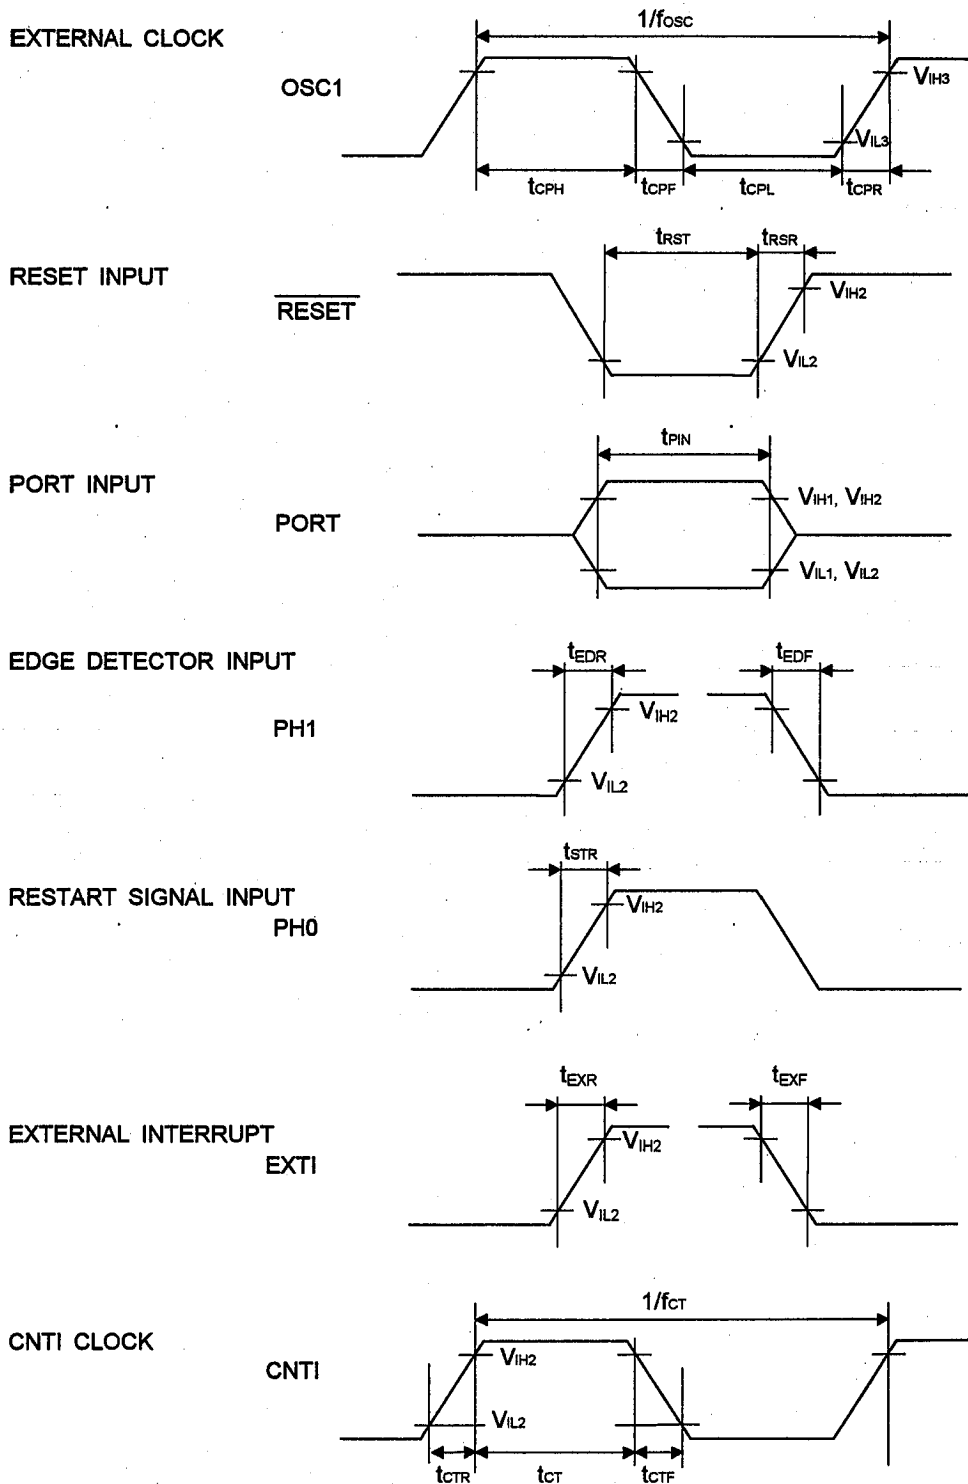 EXTERNAL CLOCK
1/fOSC
OSC1
VIH3
VIL3
tCPH tCPF tCPL tCPR
RESET INPUT
tRST tRSR
RESET
VIH2
VIL2
PORT INPUT
tPIN
PORT
VIH1, VIH2
VIL1, VIL2
EDGE DETECTOR INPUT
tEDR tEDF
PH1
VIH2
VIL2
tSTR
RESTART SIGNAL INPUT
PH0
VIH2
VIL2
tEXR tEXF
EXTERNAL INTERRUPT
EXTI
VIH2
VIL2
1/fCT
CNTI CLOCK
CNTI
VIH2
VIL2
tCTR tCT tCTF